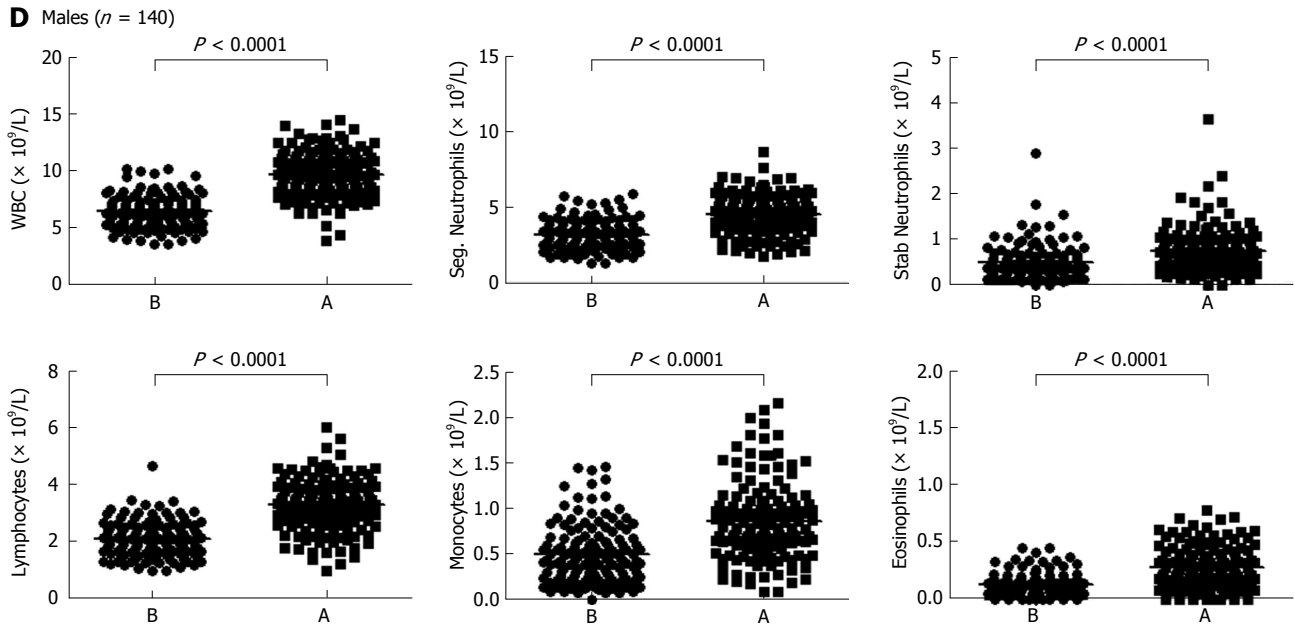 D Males (n = 140)
P < 0.0001
WBC (× 10⁹/L)
20
15
10
5
0
B A
P < 0.0001
Seg. Neutrophils (× 10⁹/L)
15
10
5
0
B A
P < 0.0001
Stab Neutrophils (× 10⁹/L)
5
4
3
2
1
0
B A
P < 0.0001
Lymphocytes (× 10⁹/L)
8
6
4
2
0
B A
P < 0.0001
Monocytes (× 10⁹/L)
2.5
2.0
1.5
1.0
0.5
0.0
B A
P < 0.0001
Eosinophils (× 10⁹/L)
2.0
1.5
1.0
0.5
0.0
B A